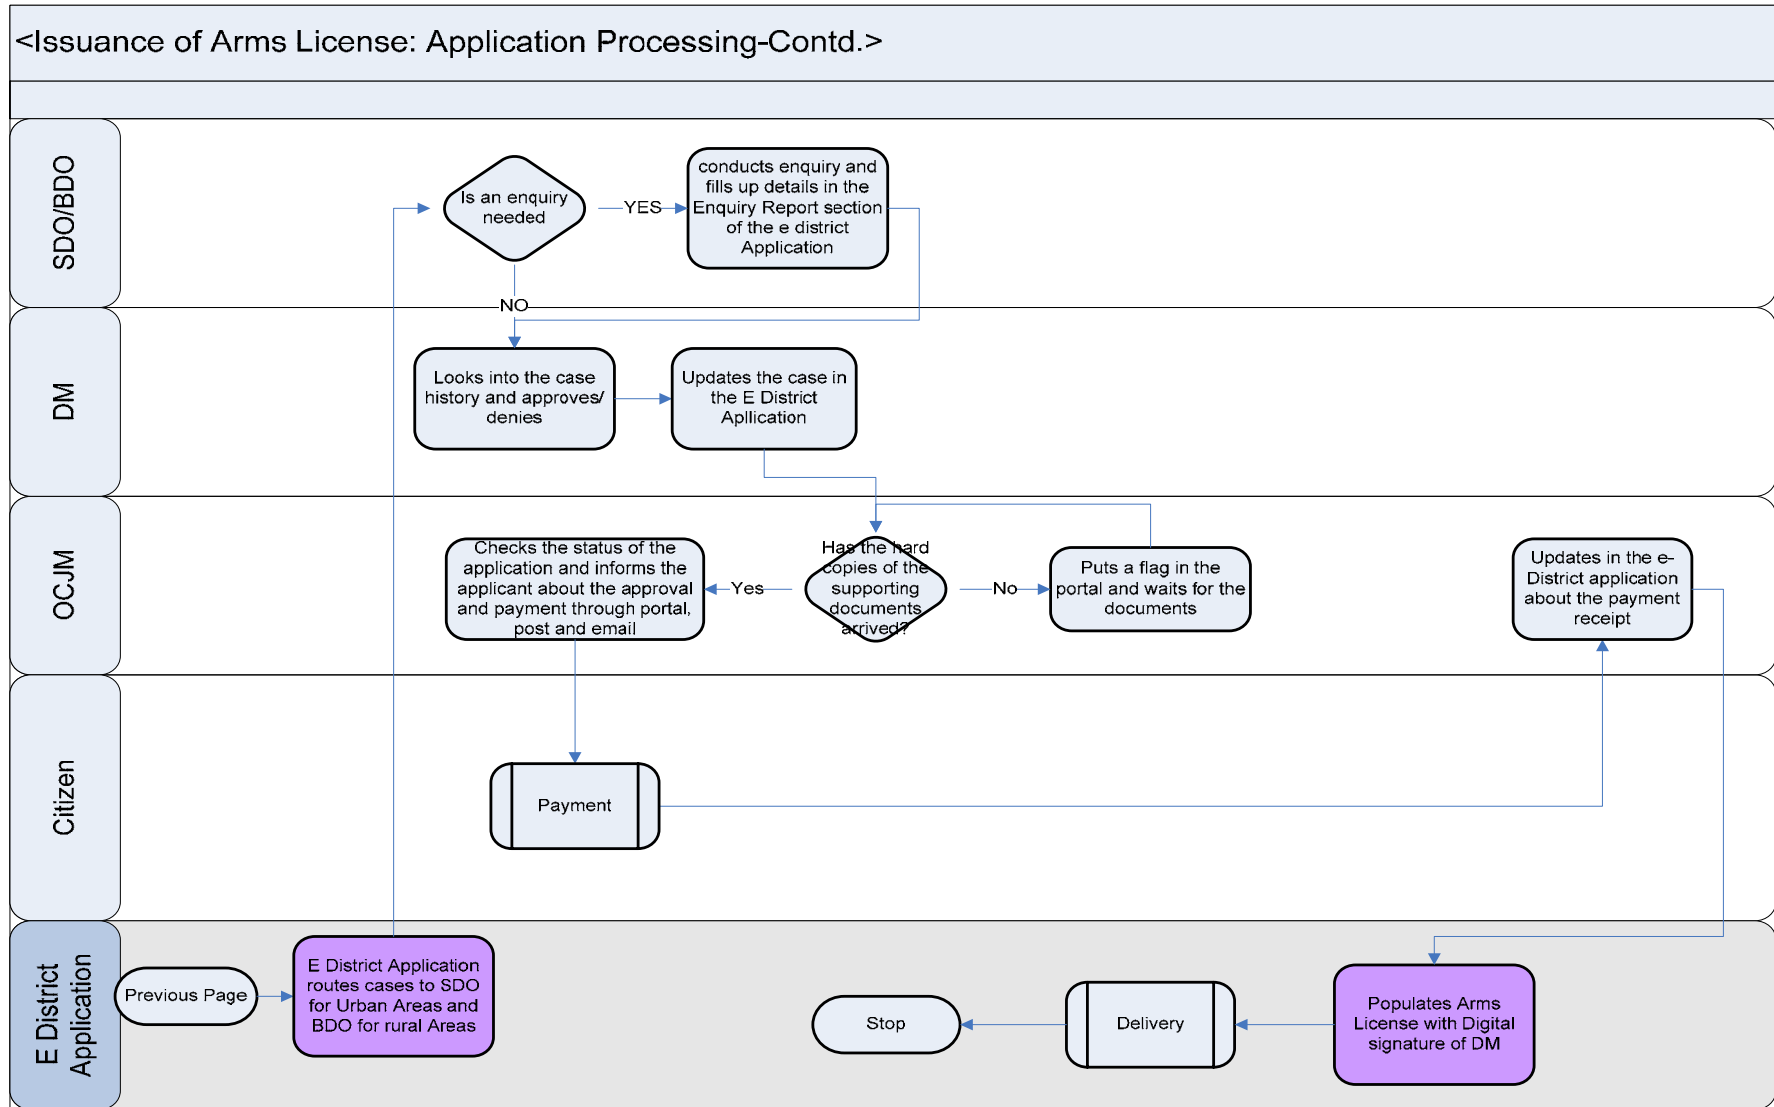 <Issuance of Arms License: Application Processing-Contd.>
SDO/BDO
Is an enquiry
needed
YES
conducts enquiry and
fills up details in the
Enquiry Report section
of the e district
Application
NO
DM
Looks into the case
history and approves/
denies
Updates the case in
the E District
Apllication
OCJM
Checks the status of the
application and informs the
applicant about the approval
and payment through portal,
post and email
Yes
Has the hard
copies of the
supporting
documents
arrived?
No
Puts a flag in the
portal and waits for the
documents
Updates in the e-
District application
about the payment
receipt
Citizen
Payment
E District
Application
Previous Page
E District Application
routes cases to SDO
for Urban Areas and
BDO for rural Areas
Stop
Delivery
Populates Arms
License with Digital
signature of DM